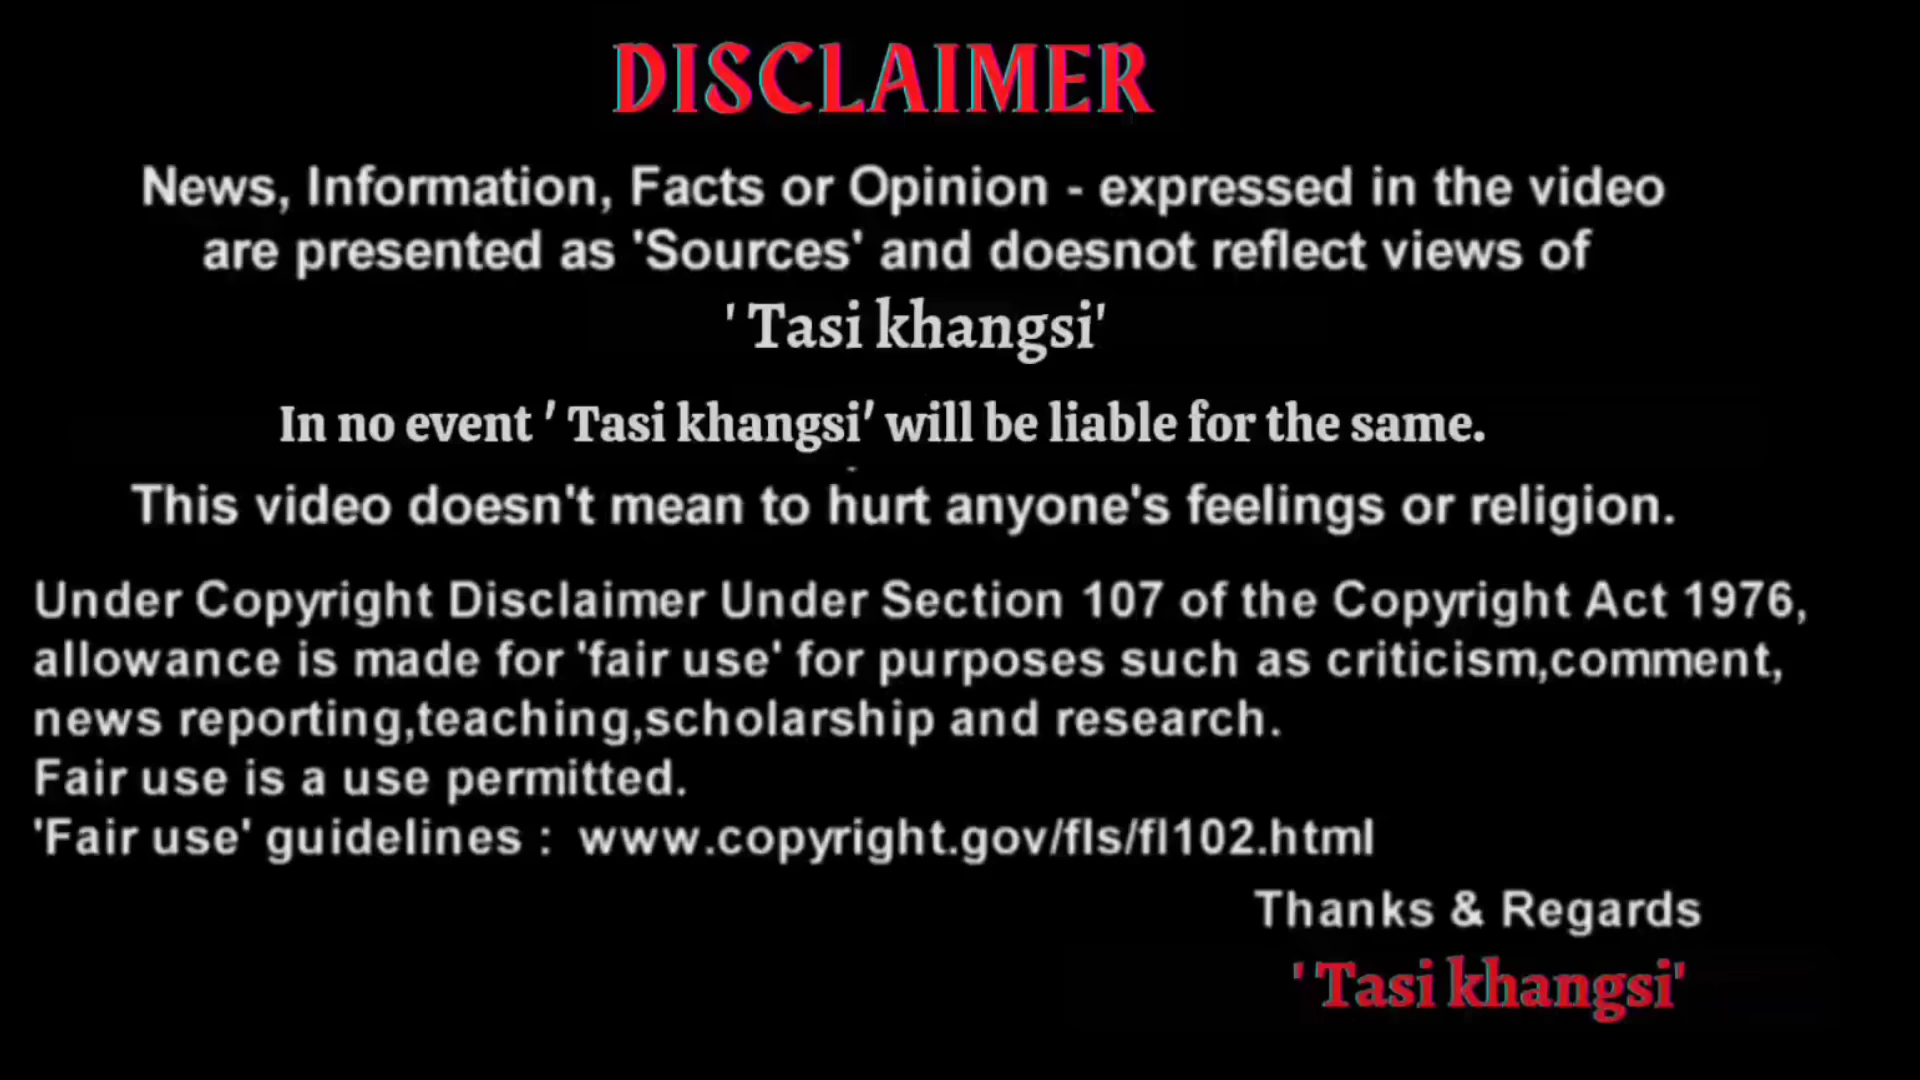 DISCLAIMER
News, Information, Facts or Opinion - expressed in the video
are presented as 'Sources' and doesnot reflect views of
' Tasi khangsi'
In no event ' Tasi khangsi' will be liable for the same.
This video doesn't mean to hurt anyone's feelings or religion.
Under Copyright Disclaimer Under Section 107 of the Copyright Act 1976,
allowance is made for 'fair use' for purposes such as criticism,comment,
news reporting,teaching,scholarship and research.
Fair use is a use permitted.
'Fair use' guidelines : www.copyright.gov/fls/fl102.html
Thanks & Regards
' Tasi khangsi'